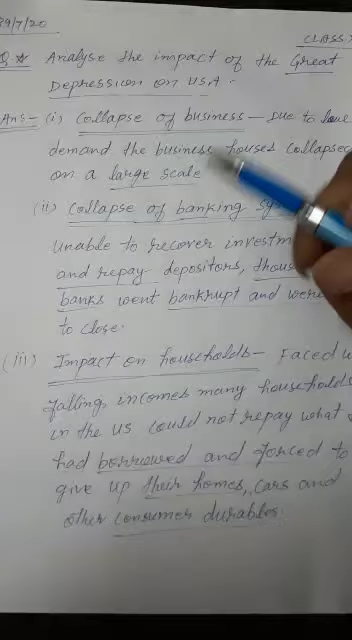 29/7/20
CLASS
Q.* Analyse the impact of the Great
Depression on USA.
Ans- (i) Collapse of business - Due to low
demand the business houses collapsed
on a large scale
(ii) Collapse of banking
unable to recover
and repay depositors,
banks went bankrupt and were
to close.
(iii) Impact on households- Faced
falling, incomes many households
in the US could not repay what
had borrowed and forced to
give up their homes, cars and
other consumer durables.